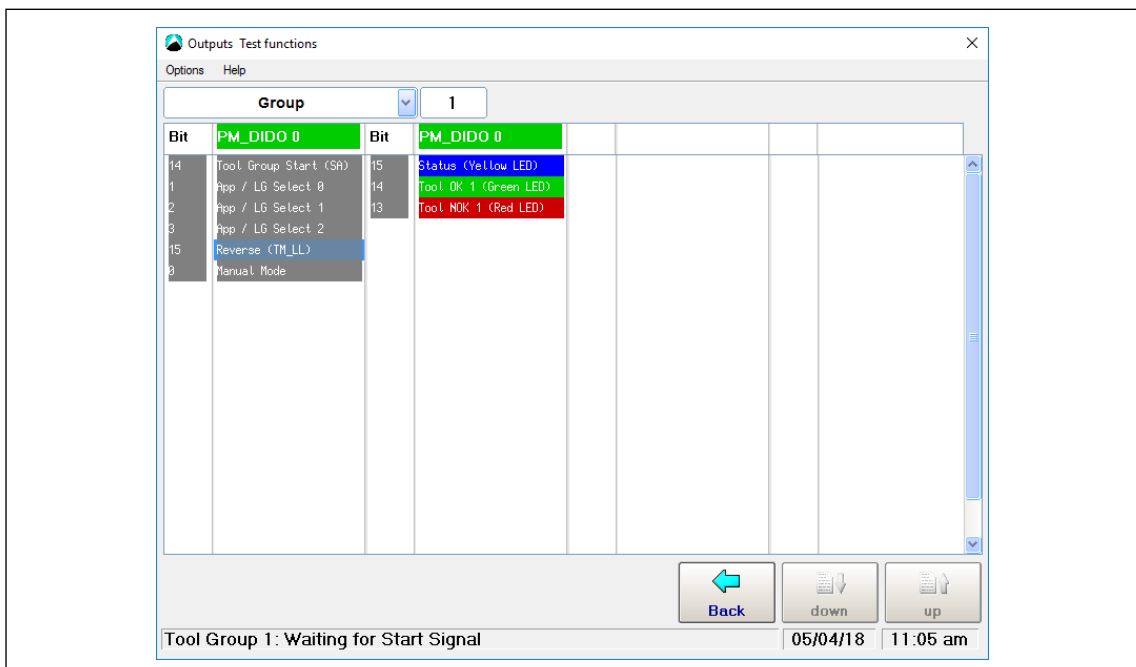 Outputs Test functions
Options Help
Group 1
Bit PM_DIDO 0 Bit PM_DIDO 0
14 Tool Group Start (SA) 15 Status (Yellow LED)
1 App / LG Select 0 14 Tool OK 1 (Green LED)
2 App / LG Select 1 13 Tool NOK 1 (Red LED)
3 App / LG Select 2
15 Reverse (TM_LL)
0 Manual Mode
Back down up
Tool Group 1: Waiting for Start Signal 05/04/18 11:05 am